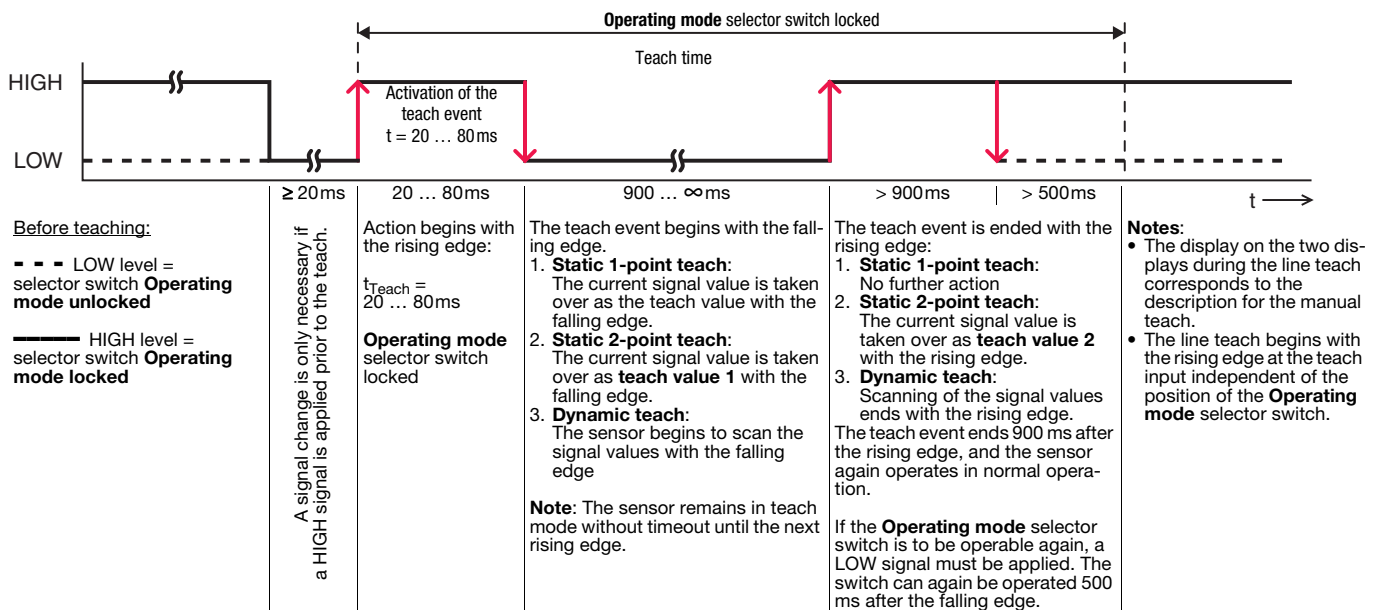 Operating mode selector switch locked
Teach time
HIGH
Activation of the
teach event
t = 20 … 80 ms
LOW
≥ 20 ms
20 … 80 ms
900 … ∞ ms
> 900 ms
> 500 ms
t
Before teaching:
LOW level =
selector switch Operating
mode unlocked
HIGH level =
selector switch Operating
mode locked
A signal change is only necessary if
a HIGH signal is applied prior to the teach.
Action begins with
the rising edge:
tTeach =
20 … 80 ms
Operating mode
selector switch
locked
The teach event begins with the fall-
ing edge.
1. Static 1-point teach:
The current signal value is taken
over as the teach value with the
falling edge.
2. Static 2-point teach:
The current signal value is taken
over as teach value 1 with the
falling edge.
3. Dynamic teach:
The sensor begins to scan the
signal values with the falling
edge
Note: The sensor remains in teach
mode without timeout until the next
rising edge.
The teach event is ended with the
rising edge:
1. Static 1-point teach:
No further action
2. Static 2-point teach:
The current signal value is
taken over as teach value 2
with the rising edge.
3. Dynamic teach:
Scanning of the signal values
ends with the rising edge.
The teach event ends 900 ms after
the rising edge, and the sensor
again operates in normal opera-
tion.
If the Operating mode selector
switch is to be operable again, a
LOW signal must be applied. The
switch can again be operated 500
ms after the falling edge.
Notes:
• The display on the two dis-
plays during the line teach
corresponds to the
description for the manual
teach.
• The line teach begins with
the rising edge at the teach
input independent of the
position of the Operating
mode selector switch.